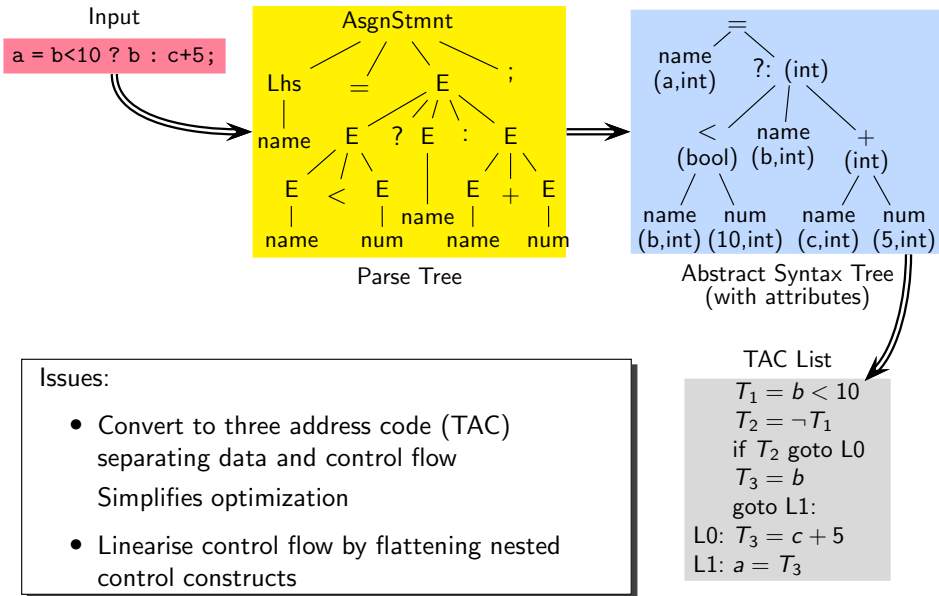 Input
a = b<10 ? b : c+5;
AsgnStmnt
Lhs = E ;
name E ? E : E
E < E name E + E
name num name num
Parse Tree
=
name ?: (int)
(a,int)
< name +
(bool) (b,int) (int)
name num name num
(b,int) (10,int) (c,int) (5,int)
Abstract Syntax Tree
(with attributes)
Issues:
• Convert to three address code (TAC)
separating data and control flow
Simplifies optimization
• Linearise control flow by flattening nested
control constructs
TAC List
T₁ = b < 10
T₂ = ¬T₁
if T₂ goto L0
T₃ = b
goto L1:
L0: T₃ = c + 5
L1: a = T₃